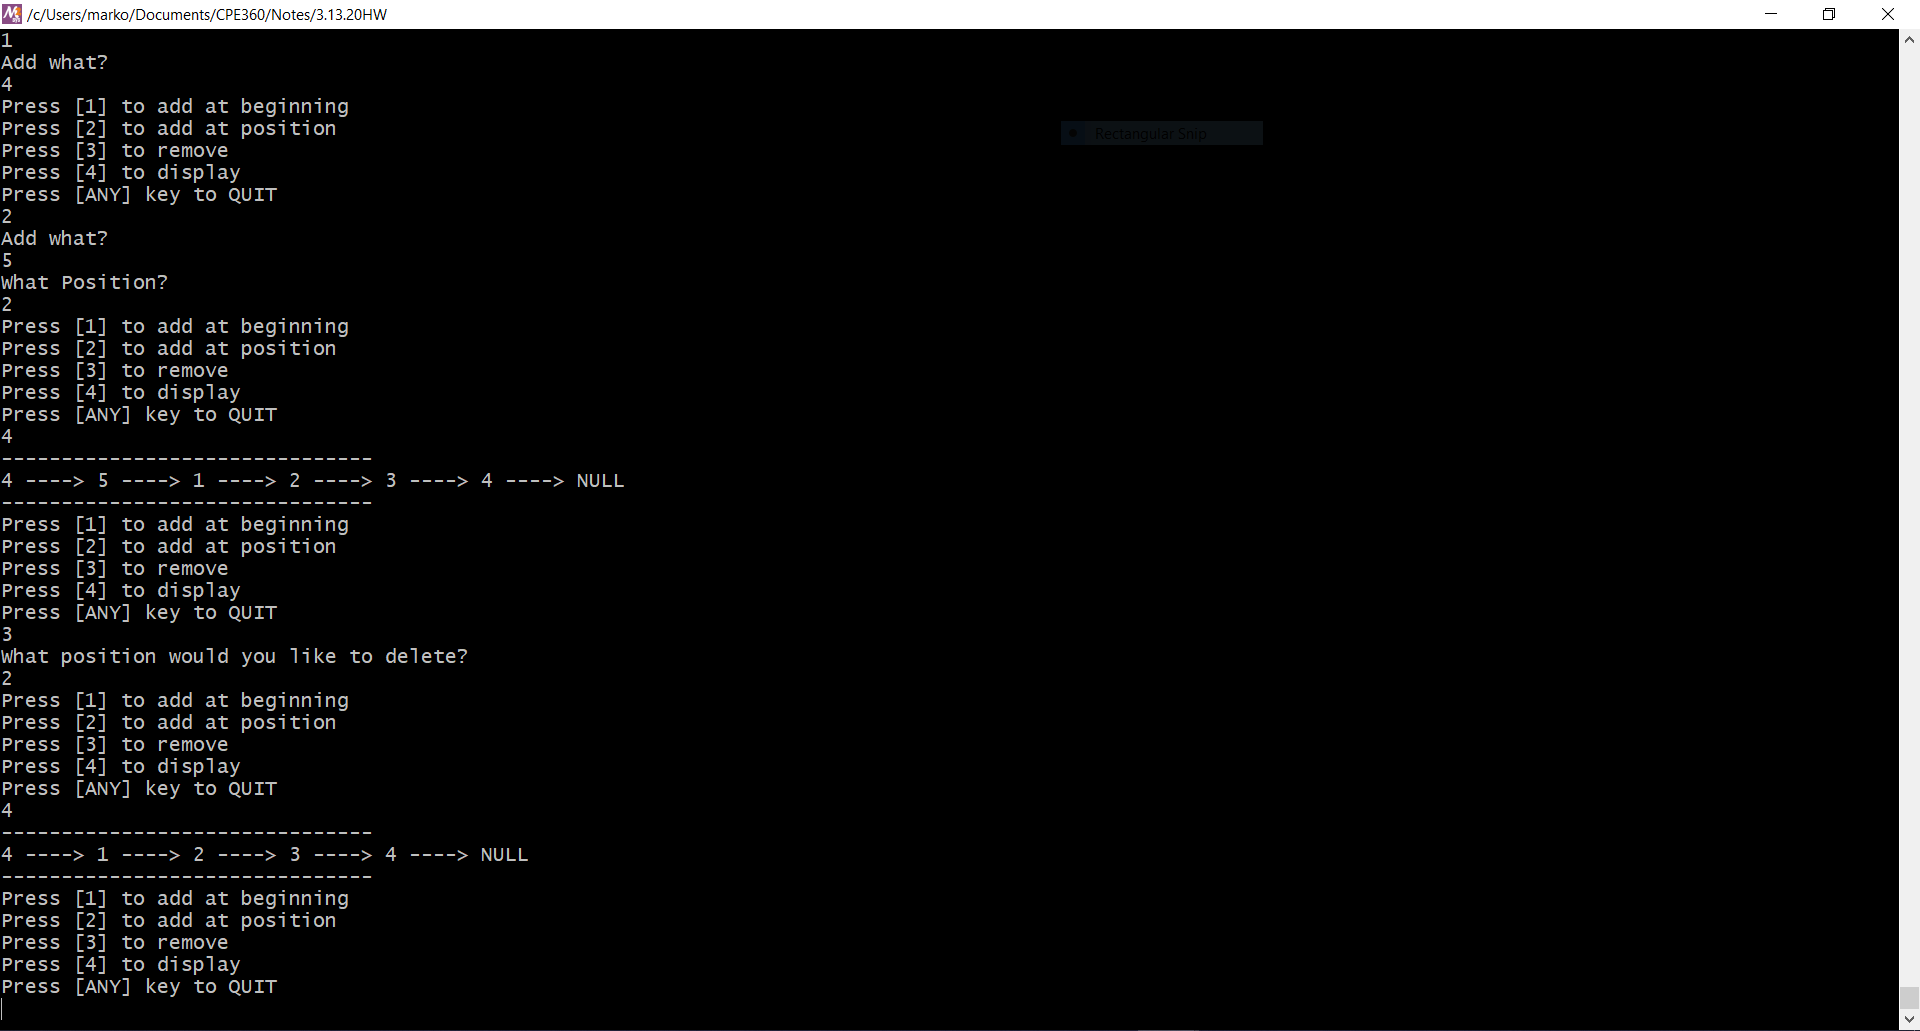 /c/Users/marko/Documents/CPE360/Notes/3.13.20HW
1
Add what?
4
Press [1] to add at beginning
Press [2] to add at position
Rectangular Snip
Press [3] to remove
Press [4] to display
Press [ANY] key to QUIT
2
Add what?
5
What Position?
2
Press [1] to add at beginning
Press [2] to add at position
Press [3] to remove
Press [4] to display
Press [ANY] key to QUIT
4
-------------------------------
4 ----> 5 ----> 1 ----> 2 ----> 3 ----> 4 ----> NULL
-------------------------------
Press [1] to add at beginning
Press [2] to add at position
Press [3] to remove
Press [4] to display
Press [ANY] key to QUIT
3
What position would you like to delete?
2
Press [1] to add at beginning
Press [2] to add at position
Press [3] to remove
Press [4] to display
Press [ANY] key to QUIT
4
-------------------------------
4 ----> 1 ----> 2 ----> 3 ----> 4 ----> NULL
-------------------------------
Press [1] to add at beginning
Press [2] to add at position
Press [3] to remove
Press [4] to display
Press [ANY] key to QUIT